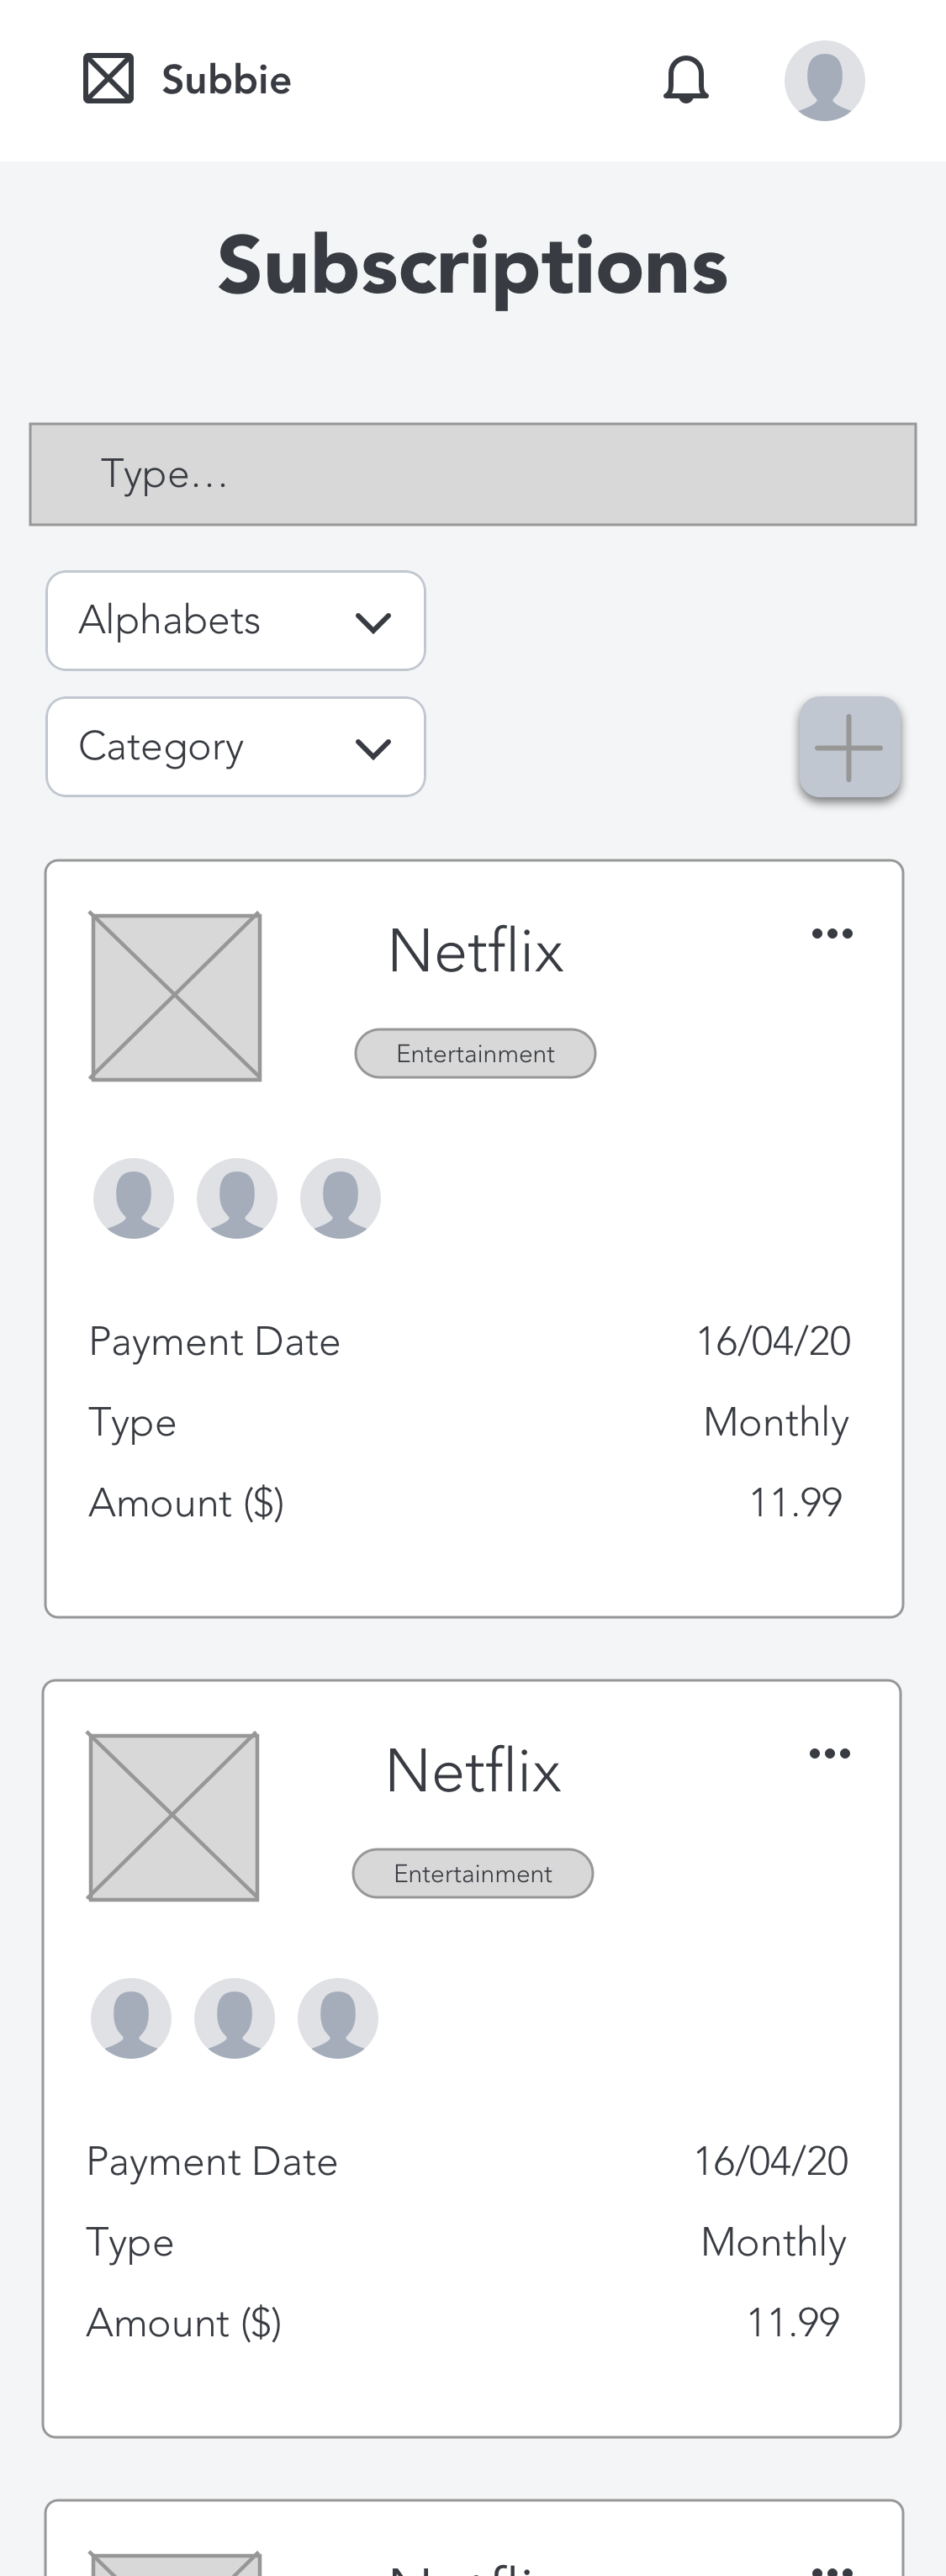 Subbie
Subscriptions
Type...
Alphabets
Category
Netflix
Entertainment
Payment Date 16/04/20
Type Monthly
Amount ($) 11.99
Netflix
Entertainment
Payment Date 16/04/20
Type Monthly
Amount ($) 11.99